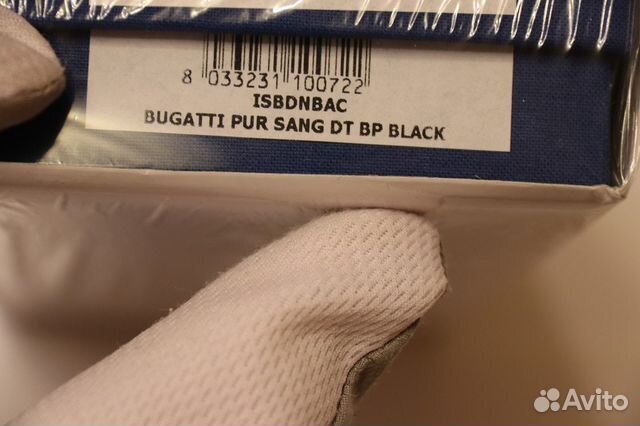 8 033231 100722
ISBDNBAC
BUGATTI PUR SANG DT BP BLACK
Avito